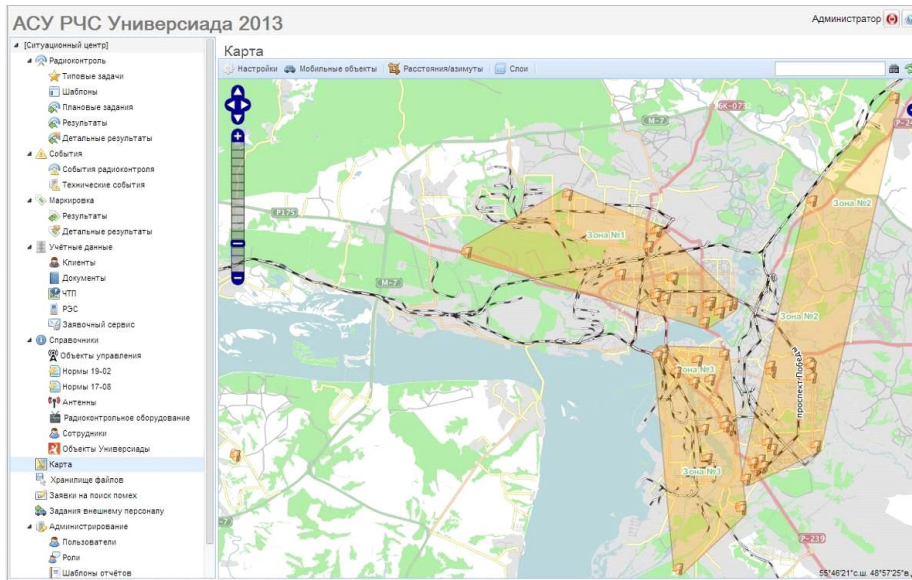 АСУ РЧС Универсиада 2013
Администратор
[Ситуационный центр]
Радиоконтроль
Типовые задачи
Шаблоны
Плановые задания
Результаты
Детальные результаты
События
События радиоконтроля
Технические события
Маркировка
Результаты
Детальные результаты
Учётные данные
Клиенты
Документы
ЧТП
РЭС
Заявочный сервис
Справочники
Объекты управления
Нормы 19-02
Нормы 17-08
Антенны
Радиоконтрольное оборудование
Сотрудники
Объекты Универсиады
Карта
Хранилище файлов
Заявки на поиск помех
Задания внешнему персоналу
Администрирование
Пользователи
Роли
Шаблоны отчётов
Карта
Настройки Мобильные объекты Расстояния/азимуты Слои
М-7
Р175
Зона №1
Зона №2
М-7
Зона №2
Зона №3
проспект Победы
Зона №3
Р-239
55°46'21"с.ш. 48°57'25"в.